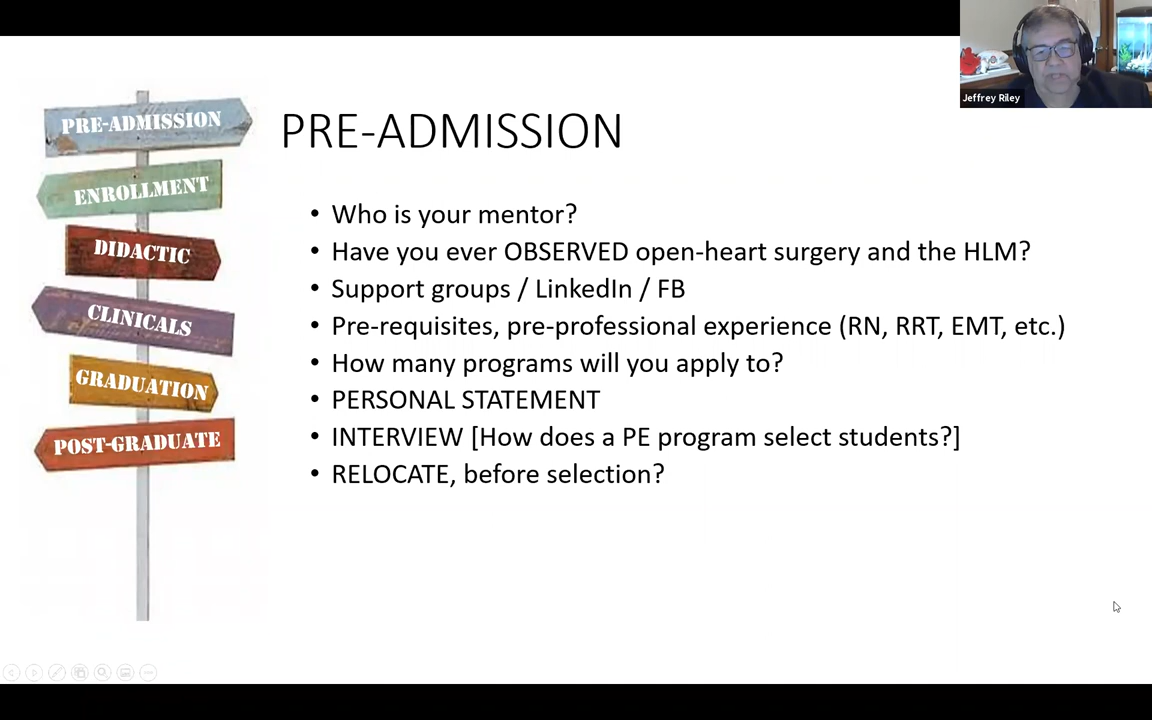 Jeffrey Riley
PRE-ADMISSION
ENROLLMENT
DIDACTIC
CLINICALS
GRADUATION
POST-GRADUATE
PRE-ADMISSION
• Who is your mentor?
• Have you ever OBSERVED open-heart surgery and the HLM?
• Support groups / LinkedIn / FB
• Pre-requisites, pre-professional experience (RN, RRT, EMT, etc.)
• How many programs will you apply to?
• PERSONAL STATEMENT
• INTERVIEW [How does a PE program select students?]
• RELOCATE, before selection?